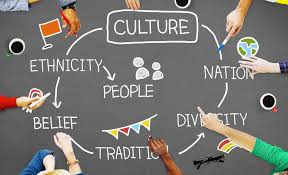 CULTURE
ETHNICITY
NATION
PEOPLE
BELIEF
DIVERSITY
TRADITION